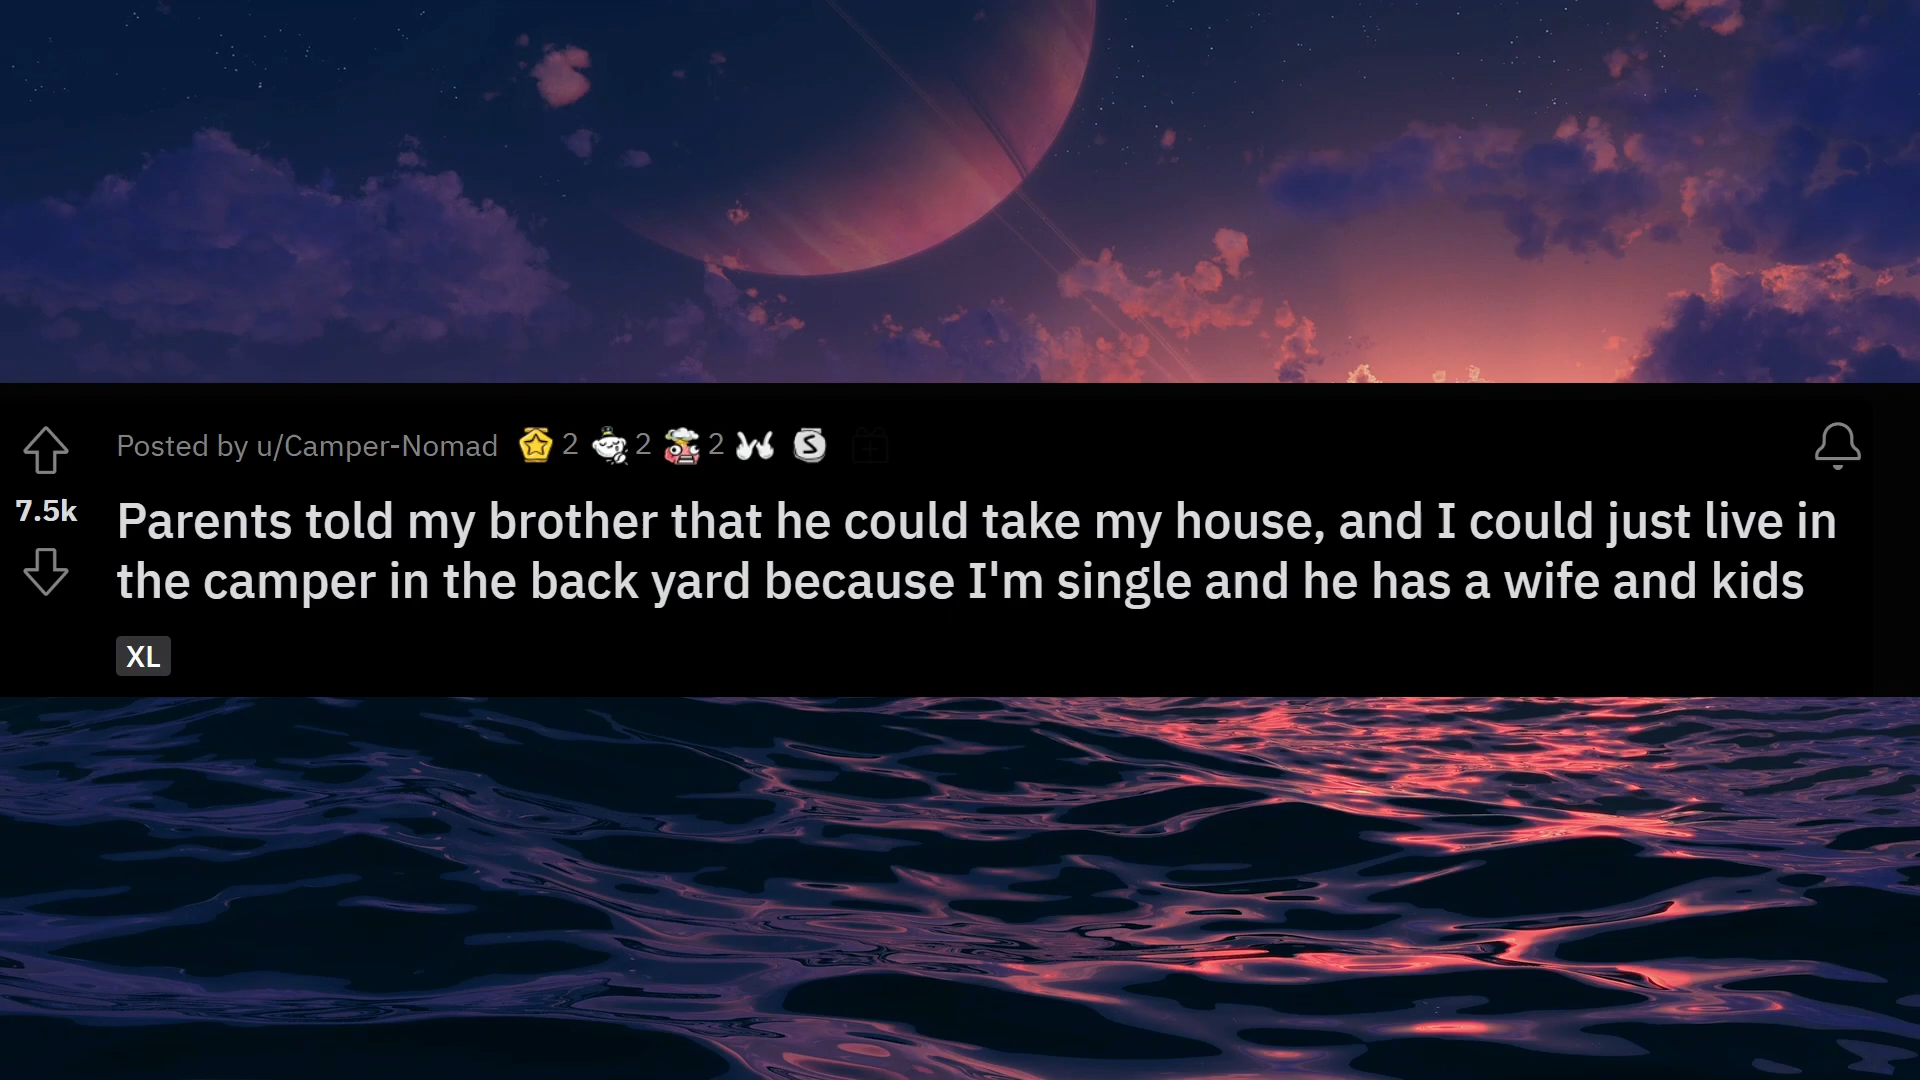 Posted by u/Camper-Nomad 2 2 2 S
7.5k
Parents told my brother that he could take my house, and I could just live in
the camper in the back yard because I'm single and he has a wife and kids
XL